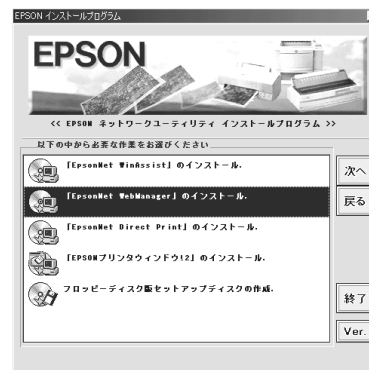 EPSON インストールプログラム
EPSON
<< EPSON ネットワークユーティリティ インストールプログラム >>
以下の中から必要な作業をお選びください
「EpsonNet WinAssist」のインストール.
「EpsonNet WebManager」のインストール.
「EpsonNet Direct Print」のインストール.
「EPSONプリンタウィンドウ!2」のインストール.
フロッピーディスク版セットアップディスクの作成.
次へ
戻る
終了
Ver.